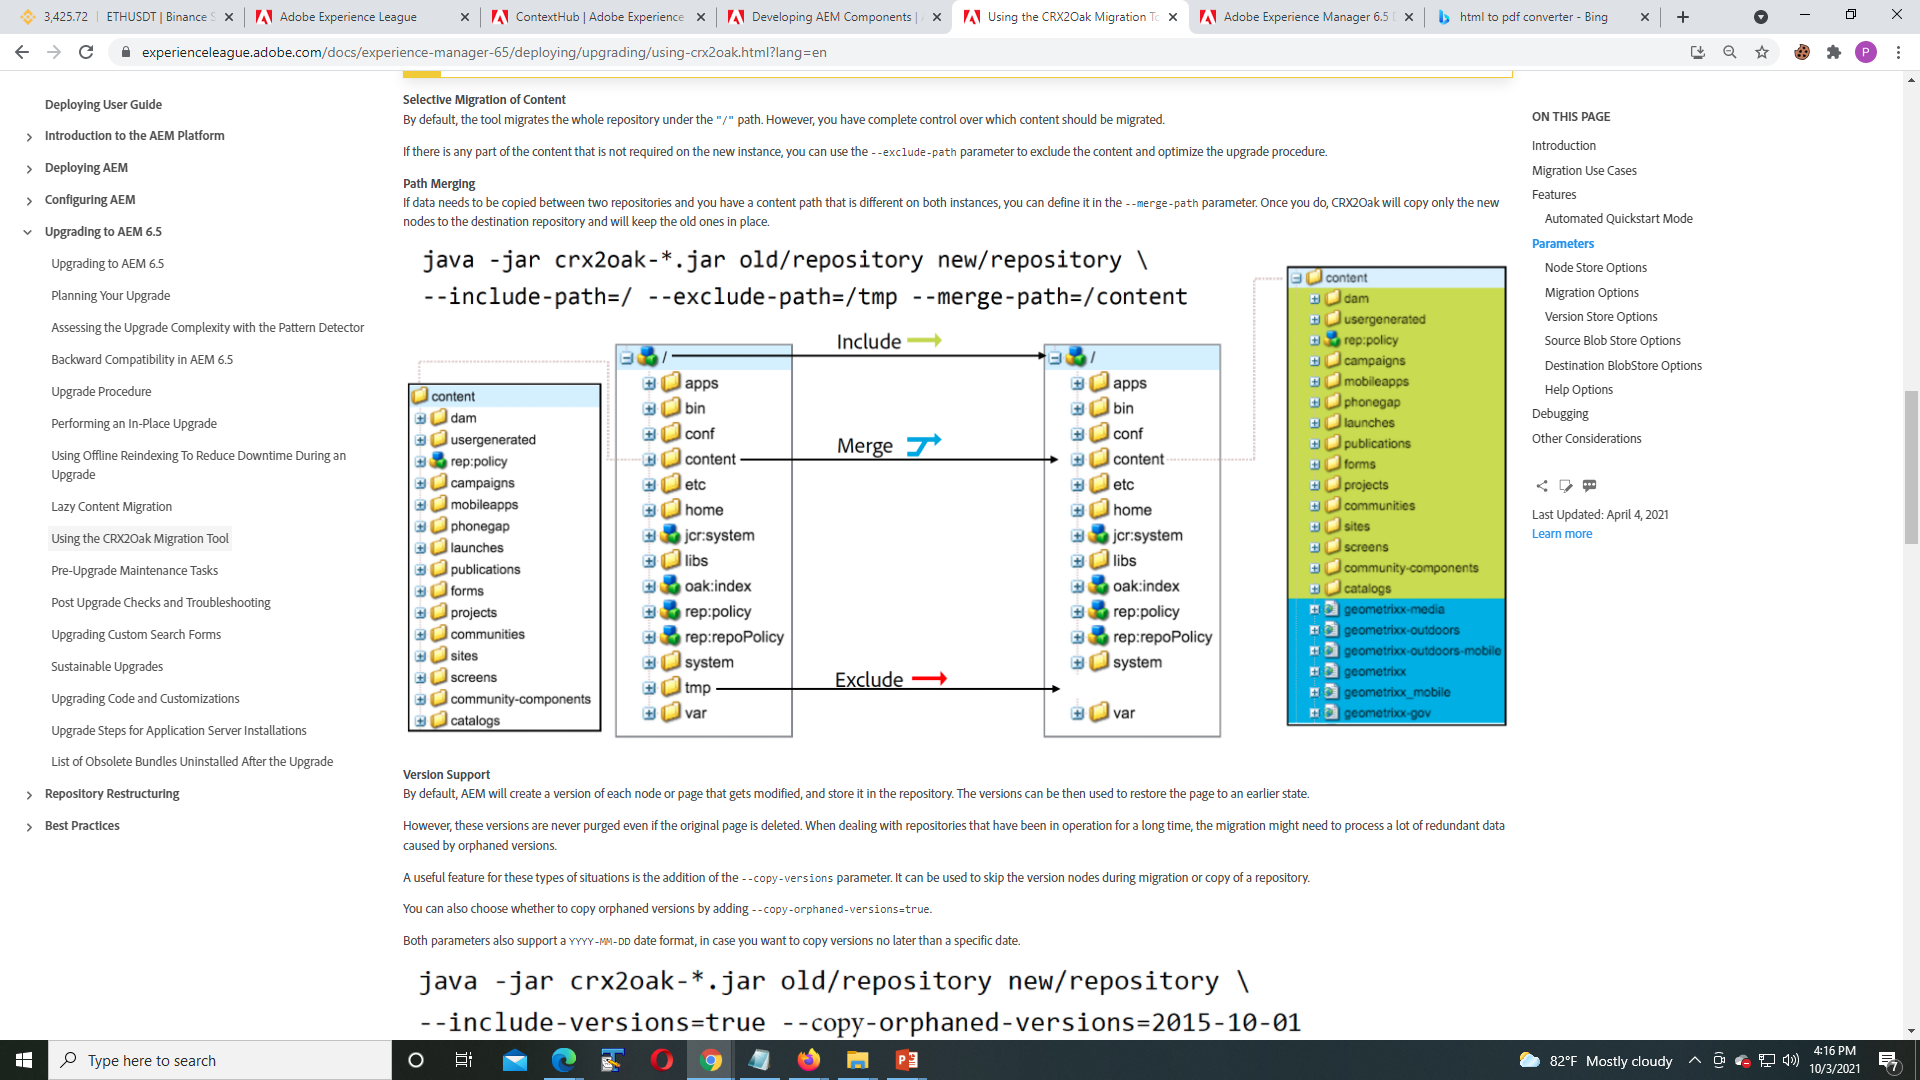 3,425.72 ETHUSDT | Binance S
Adobe Experience League
ContextHub | Adobe Experience
Developing AEM Components |
Using the CRX2Oak Migration To
Adobe Experience Manager 6.5 D
html to pdf converter - Bing
experienceleague.adobe.com/docs/experience-manager-65/deploying/upgrading/using-crx2oak.html?lang=en
P
Deploying User Guide
Introduction to the AEM Platform
Deploying AEM
Configuring AEM
Upgrading to AEM 6.5
Upgrading to AEM 6.5
Planning Your Upgrade
Assessing the Upgrade Complexity with the Pattern Detector
Backward Compatibility in AEM 6.5
Upgrade Procedure
Performing an In-Place Upgrade
Using Offline Reindexing To Reduce Downtime During an
Upgrade
Lazy Content Migration
Using the CRX2Oak Migration Tool
Pre-Upgrade Maintenance Tasks
Post Upgrade Checks and Troubleshooting
Upgrading Custom Search Forms
Sustainable Upgrades
Upgrading Code and Customizations
Upgrade Steps for Application Server Installations
List of Obsolete Bundles Uninstalled After the Upgrade
Repository Restructuring
Best Practices
Selective Migration of Content
By default, the tool migrates the whole repository under the "/" path. However, you have complete control over which content should be migrated.
If there is any part of the content that is not required on the new instance, you can use the --exclude-path parameter to exclude the content and optimize the upgrade procedure.
Path Merging
If data needs to be copied between two repositories and you have a content path that is different on both instances, you can define it in the --merge-path parameter. Once you do, CRX2Oak will copy only the new
nodes to the destination repository and will keep the old ones in place.
java -jar crx2oak-*.jar old/repository new/repository \
--include-path=/ --exclude-path=/tmp --merge-path=/content
content
dam
usergenerated
rep:policy
campaigns
mobileapps
phonegap
launches
publications
forms
projects
communities
sites
screens
community-components
catalogs
/
apps
bin
conf
content
etc
home
jcr:system
libs
oak:index
rep:policy
rep:repoPolicy
system
tmp
var
Include
Merge
Exclude
/
apps
bin
conf
content
etc
home
jcr:system
libs
oak:index
rep:policy
rep:repoPolicy
system
var
content
dam
usergenerated
rep:policy
campaigns
mobileapps
phonegap
launches
publications
forms
projects
communities
sites
screens
community-components
catalogs
geometrixx-media
geometrixx-outdoors
geometrixx-outdoors-mobile
geometrixx
geometrixx_mobile
geometrixx-gov
Version Support
By default, AEM will create a version of each node or page that gets modified, and store it in the repository. The versions can be then used to restore the page to an earlier state.
However, these versions are never purged even if the original page is deleted. When dealing with repositories that have been in operation for a long time, the migration might need to process a lot of redundant data
caused by orphaned versions.
A useful feature for these types of situations is the addition of the --copy-versions parameter. It can be used to skip the version nodes during migration or copy of a repository.
You can also choose whether to copy orphaned versions by adding --copy-orphaned-versions=true.
Both parameters also support a YYYY-MM-DD date format, in case you want to copy versions no later than a specific date.
java -jar crx2oak-*.jar old/repository new/repository \
--include-versions=true --copy-orphaned-versions=2015-10-01
ON THIS PAGE
Introduction
Migration Use Cases
Features
Automated Quickstart Mode
Parameters
Node Store Options
Migration Options
Version Store Options
Source Blob Store Options
Destination BlobStore Options
Help Options
Debugging
Other Considerations
Last Updated: April 4, 2021
Learn more
Type here to search
82°F Mostly cloudy
4:16 PM
10/3/2021
7